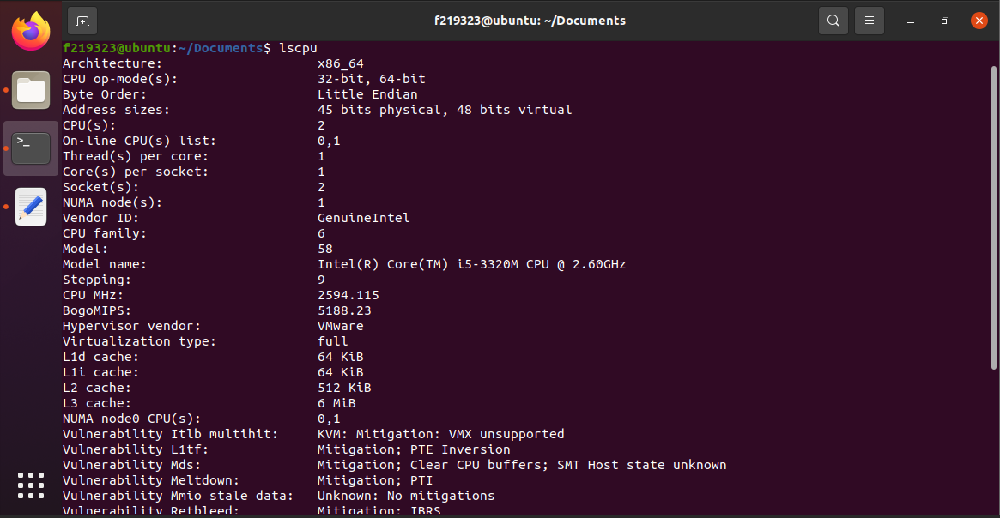 f219323@ubuntu: ~/Documents
f219323@ubuntu:~/Documents$ lscpu
Architecture: x86_64
CPU op-mode(s): 32-bit, 64-bit
Byte Order: Little Endian
Address sizes: 45 bits physical, 48 bits virtual
CPU(s): 2
On-line CPU(s) list: 0,1
Thread(s) per core: 1
Core(s) per socket: 1
Socket(s): 2
NUMA node(s): 1
Vendor ID: GenuineIntel
CPU family: 6
Model: 58
Model name: Intel(R) Core(TM) i5-3320M CPU @ 2.60GHz
Stepping: 9
CPU MHz: 2594.115
BogoMIPS: 5188.23
Hypervisor vendor: VMware
Virtualization type: full
L1d cache: 64 KiB
L1i cache: 64 KiB
L2 cache: 512 KiB
L3 cache: 6 MiB
NUMA node0 CPU(s): 0,1
Vulnerability Itlb multihit: KVM: Mitigation: VMX unsupported
Vulnerability L1tf: Mitigation; PTE Inversion
Vulnerability Mds: Mitigation; Clear CPU buffers; SMT Host state unknown
Vulnerability Meltdown: Mitigation; PTI
Vulnerability Mmio stale data: Unknown: No mitigations
Vulnerability Retbleed: Mitigation; IBRS